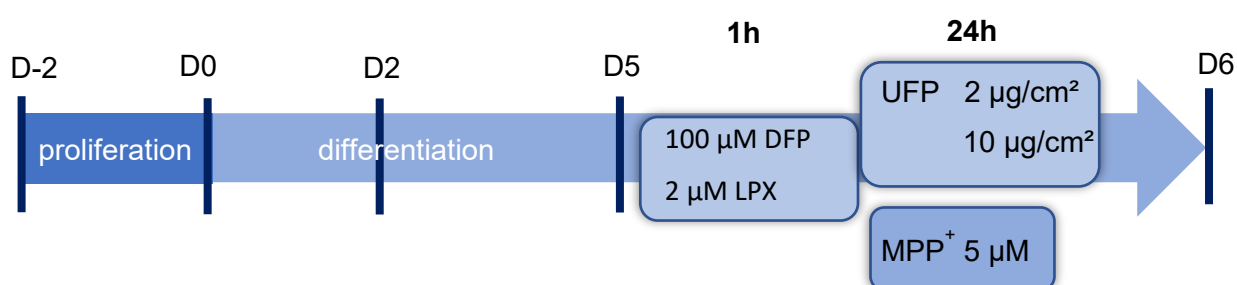 1h 24h
D-2 D0 D2 D5 D6
proliferation differentiation
100 µM DFP
2 µM LPX
UFP 2 µg/cm²
10 µg/cm²
MPP⁺ 5 µM